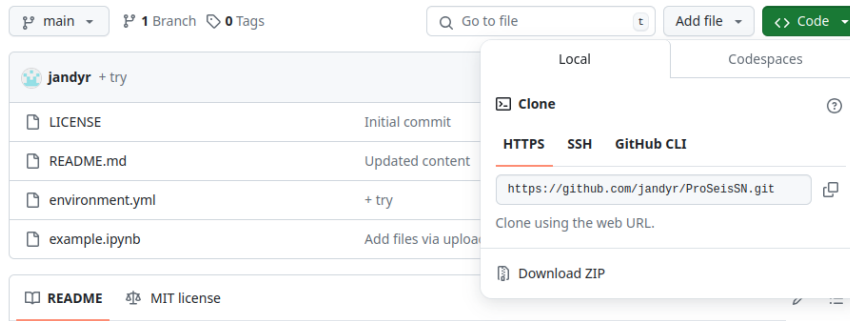 main 1 Branch 0 Tags Go to file t Add file Code
Local Codespaces
jandyr + try
Clone
LICENSE Initial commit
HTTPS SSH GitHub CLI
README.md Updated content
https://github.com/jandyr/ProSeisSN.git
environment.yml + try
Clone using the web URL.
example.ipynb Add files via upload
Download ZIP
README MIT license